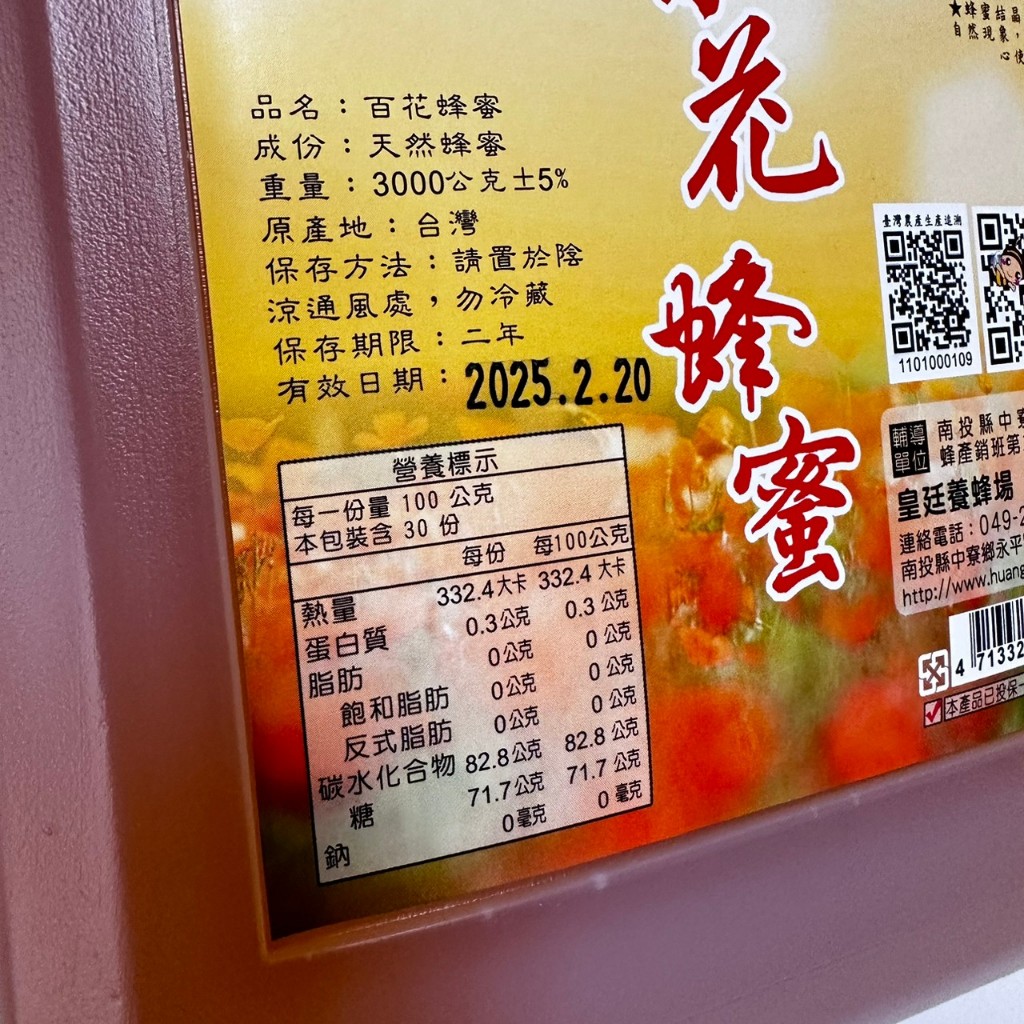 品名：百花蜂蜜
成份：天然蜂蜜
重量：3000公克±5%
原產地：台灣
保存方法：請置於陰
涼通風處，勿冷藏
保存期限：二年
有效日期：2025.2.20
營養標示
每一份量 100 公克
本包裝含 30 份
每份 每100公克
熱量 332.4大卡 332.4大卡
蛋白質 0.3公克 0.3公克
脂肪 0公克 0公克
飽和脂肪 0公克 0公克
反式脂肪 0公克 0公克
碳水化合物 82.8公克 82.8公克
糖 71.7公克 71.7公克
鈉 0毫克 0毫克
花蜂蜜
★蜂蜜結晶
自然現象，
心使
臺灣農產生產追溯
1101000109
輔導單位
南投縣中寮
蜂產銷班第
皇廷養蜂場
連絡電話：049-2
南投縣中寮鄉永平
http://www.huang
4 71332
本產品已投保